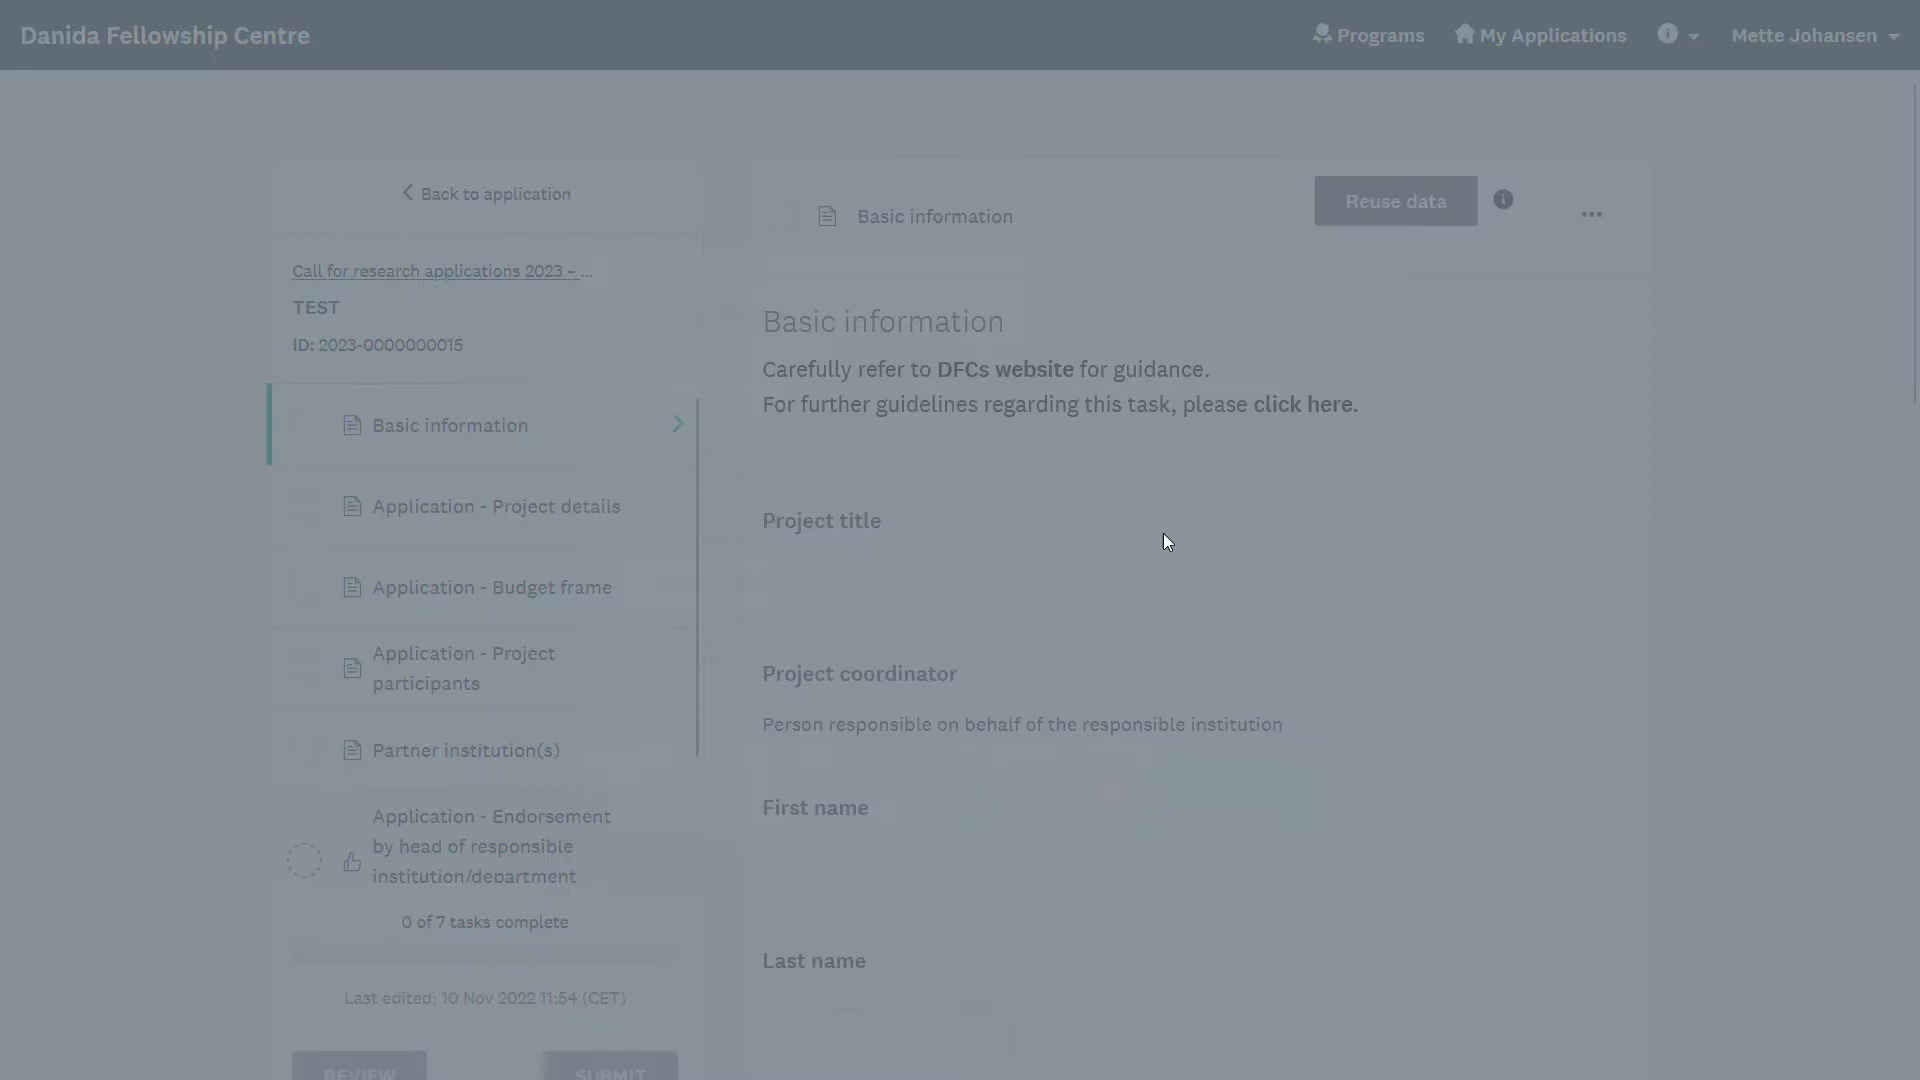 Danida Fellowship Centre
Programs
My Applications
Mette Johansen
Back to application
Call for research applications 2023 – ...
TEST
ID: 2023-0000000015
Basic information
Application - Project details
Application - Budget frame
Application - Project
participants
Partner institution(s)
Application - Endorsement
by head of responsible
institution/department
0 of 7 tasks complete
Last edited: 10 Nov 2022 11:54 (CET)
REVIEW
SUBMIT
Basic information
Reuse data
Basic information
Carefully refer to DFCs website for guidance.
For further guidelines regarding this task, please click here.
Project title
Project coordinator
Person responsible on behalf of the responsible institution
First name
Last name